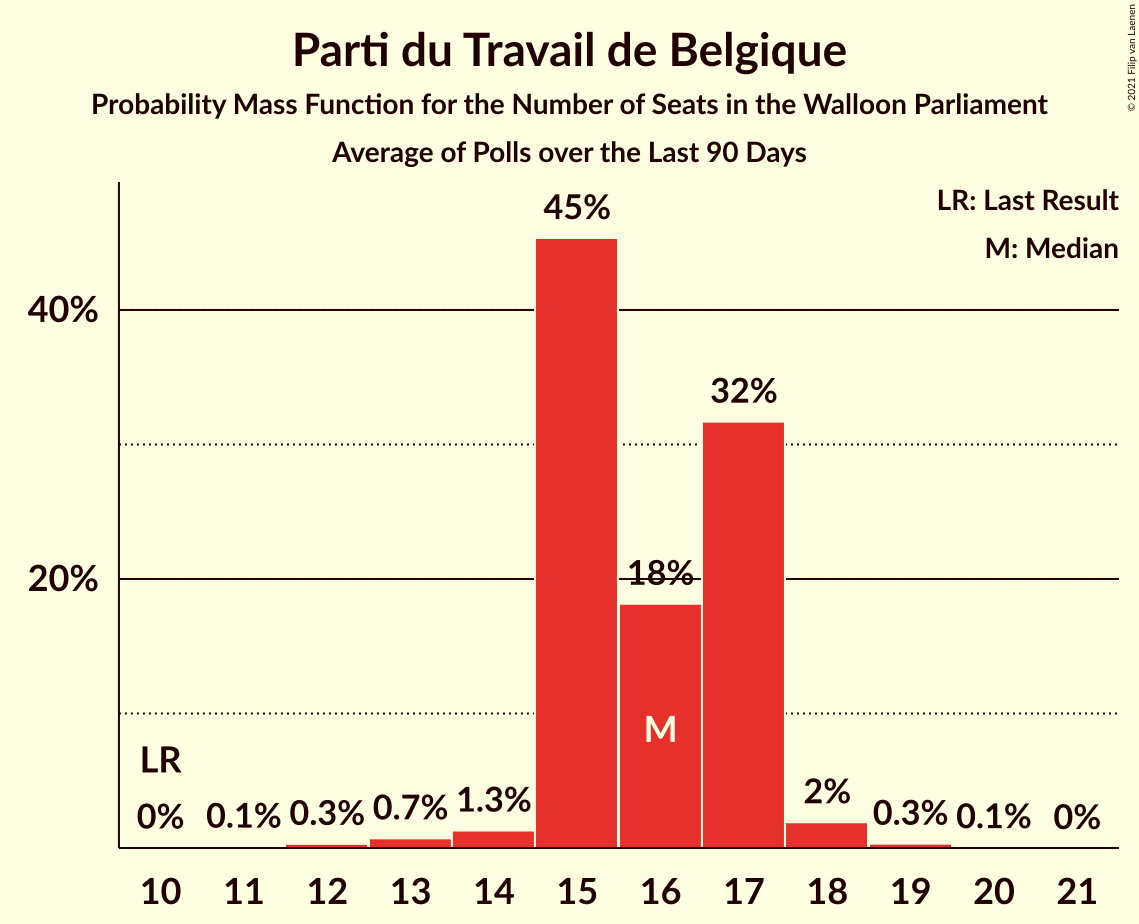 Parti du Travail de Belgique
Probability Mass Function for the Number of Seats in the Walloon Parliament
Average of Polls over the Last 90 Days
© 2021 Filip van Laenen
LR: Last Result
M: Median
45%
40%
32%
20%
18%
M
LR
0% 0.1% 0.3% 0.7% 1.3% 2% 0.3% 0.1% 0%
10 11 12 13 14 15 16 17 18 19 20 21